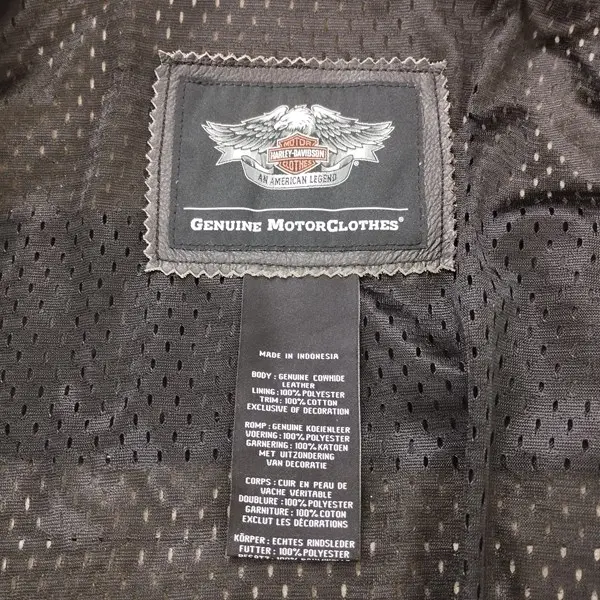 MOTOR
HARLEY-DAVIDSON
CLOTHES
AN AMERICAN LEGEND
GENUINE MOTORCLOTHES®
MADE IN INDONESIA
BODY : GENUINE COWHIDE
LEATHER
LINING : 100% POLYESTER
TRIM : 100% COTTON
EXCLUSIVE OF DECORATION
ROMP : GENUINE KOEIENLEER
VOERING : 100% POLYESTER
GARNERING : 100% KATOEN
MET UITZONDERING
VAN DECORATIE
CORPS : CUIR EN PEAU DE
VACHE VÉRITABLE
DOUBLURE : 100% POLYESTER
GARNITURE : 100% COTON
EXCLUT LES DÉCORATIONS
KÖRPER : ECHTES RINDSLEDER
FUTTER : 100% POLYESTER